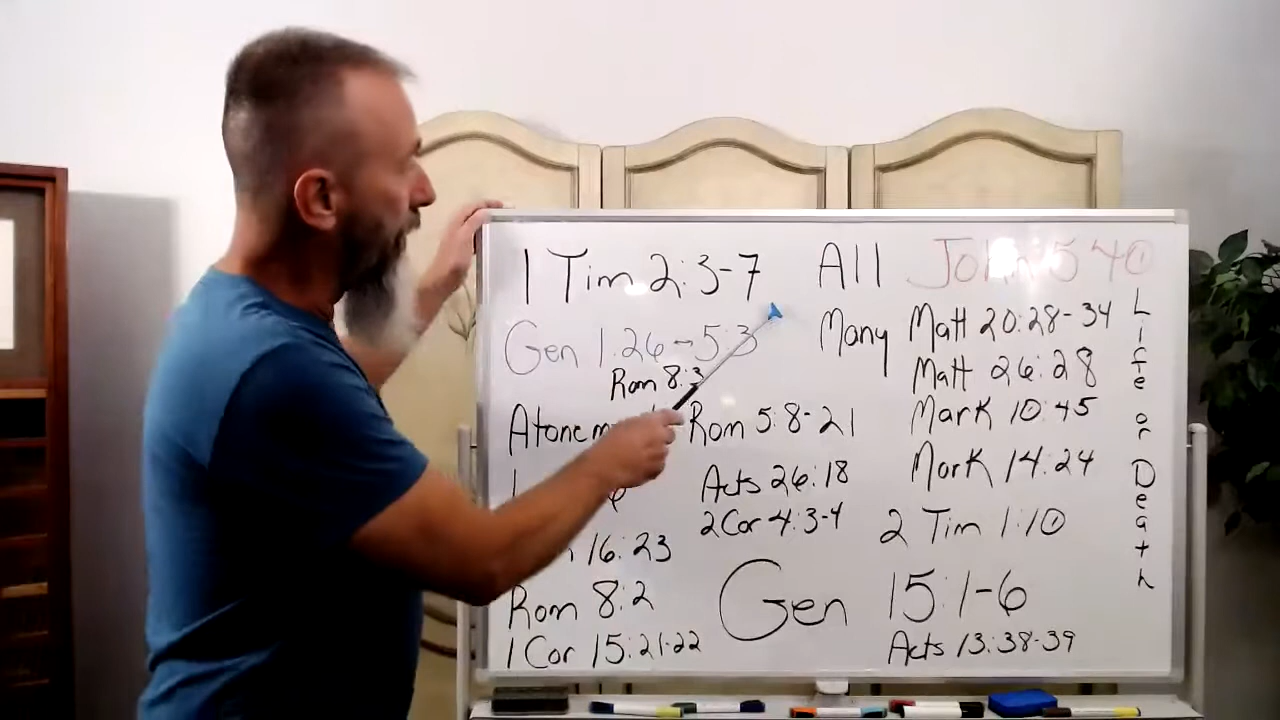 1 Tim 2:3-7 All John 5 40
Gen 1:26-5:3 Many Matt 20:28-34
Rom 8:3 Matt 26:28
Rom 5:8-21 Mark 10:45
Acts 26:18 Mark 14:24
2Cor 4:3-4 2 Tim 1:10
16:23
Rom 8:2 Gen 15:1-6
1 Cor 15:21-22 Acts 13:38-39
Life or Death